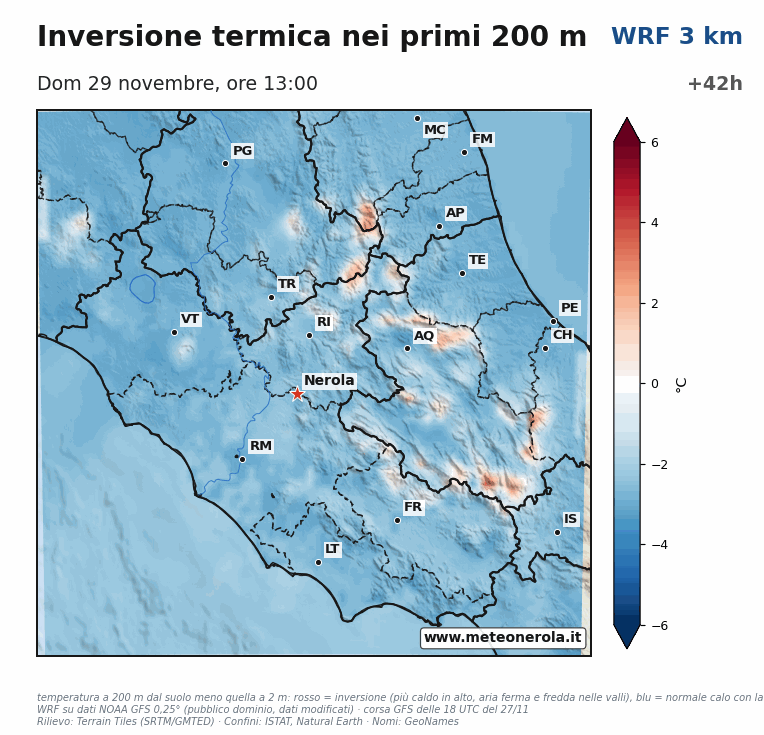 Inversione termica nei primi 200 m
WRF 3 km
Dom 29 novembre, ore 13:00
+42h
MC
FM
PG
AP
TE
TR
PE
VT
RI
AQ
CH
Nerola
RM
FR
IS
LT
www.meteonerola.it
6
4
2
0
−2
−4
−6
°C
temperatura a 200 m dal suolo meno quella a 2 m: rosso = inversione (più caldo in alto, aria ferma e fredda nelle valli), blu = normale calo con la
WRF su dati NOAA GFS 0,25° (pubblico dominio, dati modificati) · corsa GFS delle 18 UTC del 27/11
Rilievo: Terrain Tiles (SRTM/GMTED) · Confini: ISTAT, Natural Earth · Nomi: GeoNames